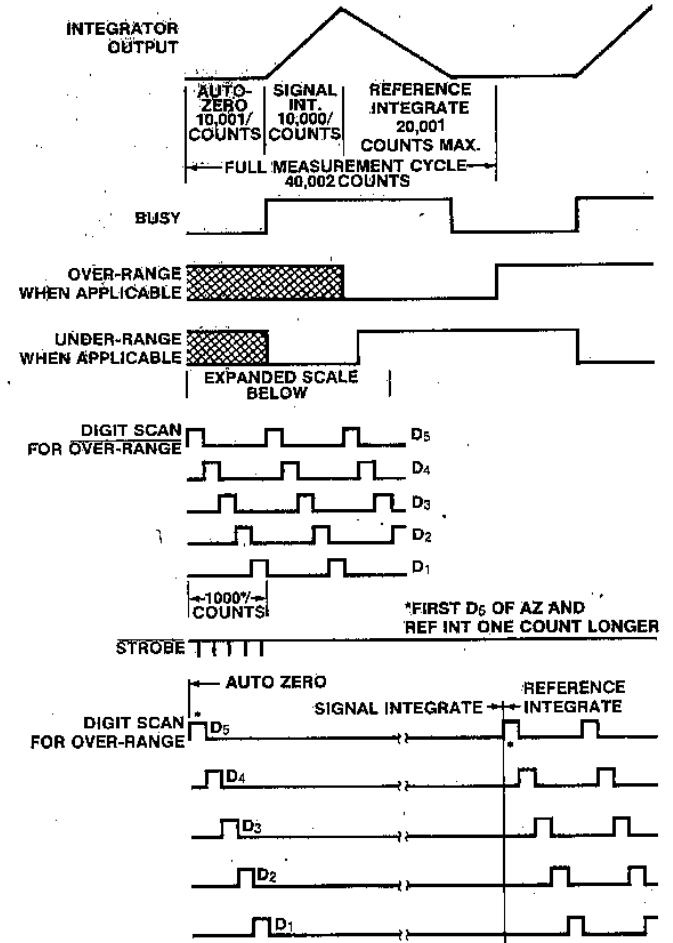 INTEGRATOR
OUTPUT
AUTO-
ZERO
10,001/
COUNTS
SIGNAL
INT.
10,000/
COUNTS
REFERENCE
INTEGRATE
20,001
COUNTS MAX.
FULL MEASUREMENT CYCLE
40,002 COUNTS
BUSY
OVER-RANGE
WHEN APPLICABLE
UNDER-RANGE
WHEN APPLICABLE
EXPANDED SCALE
BELOW
DIGIT SCAN
FOR OVER-RANGE
D5
D4
D3
D2
D1
1000*/
COUNTS
*FIRST D5 OF AZ AND
REF INT ONE COUNT LONGER
STROBE
AUTO ZERO
SIGNAL INTEGRATE
REFERENCE
INTEGRATE
DIGIT SCAN
FOR OVER-RANGE
* D5
*
D4
D3
D2
D1